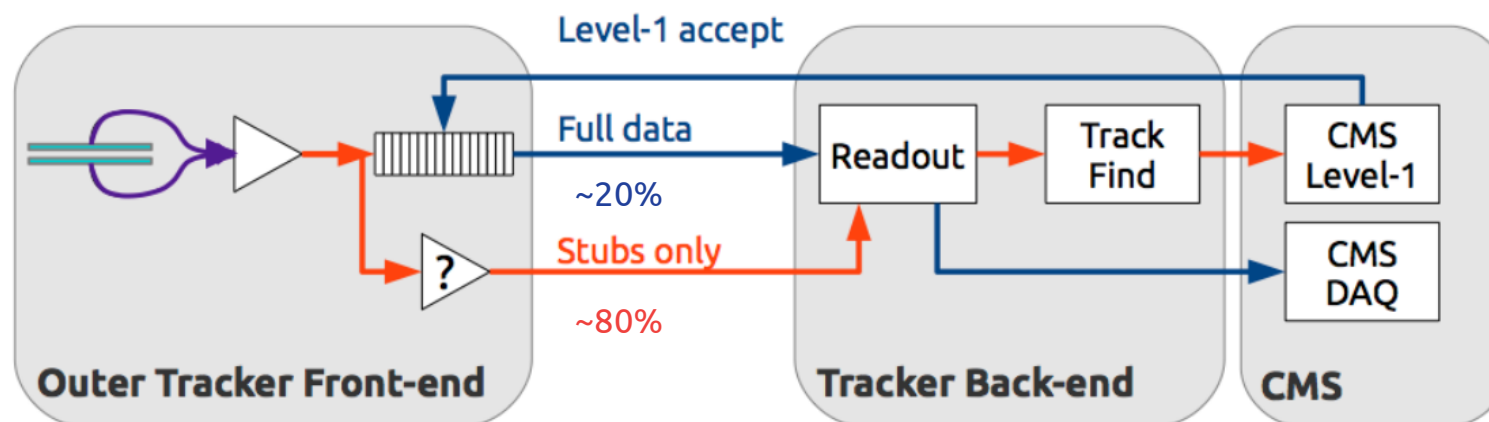 Level-1 accept
Full data
~20%
Stubs only
~80%
?
Outer Tracker Front-end
Readout
Track
Find
Tracker Back-end
CMS
Level-1
CMS
DAQ
CMS